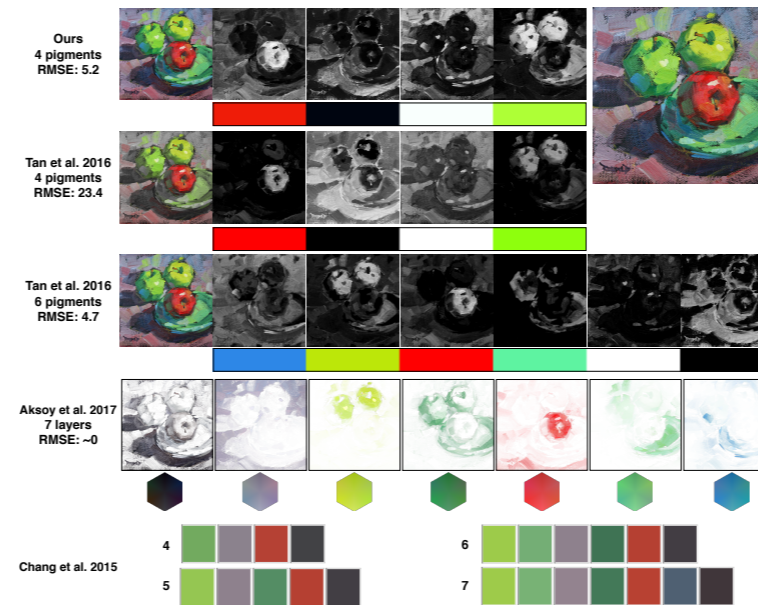 Ours
4 pigments
RMSE: 5.2
Tan et al. 2016
4 pigments
RMSE: 23.4
Tan et al. 2016
6 pigments
RMSE: 4.7
Aksoy et al. 2017
7 layers
RMSE: ~0
Chang et al. 2015
4
6
5
7